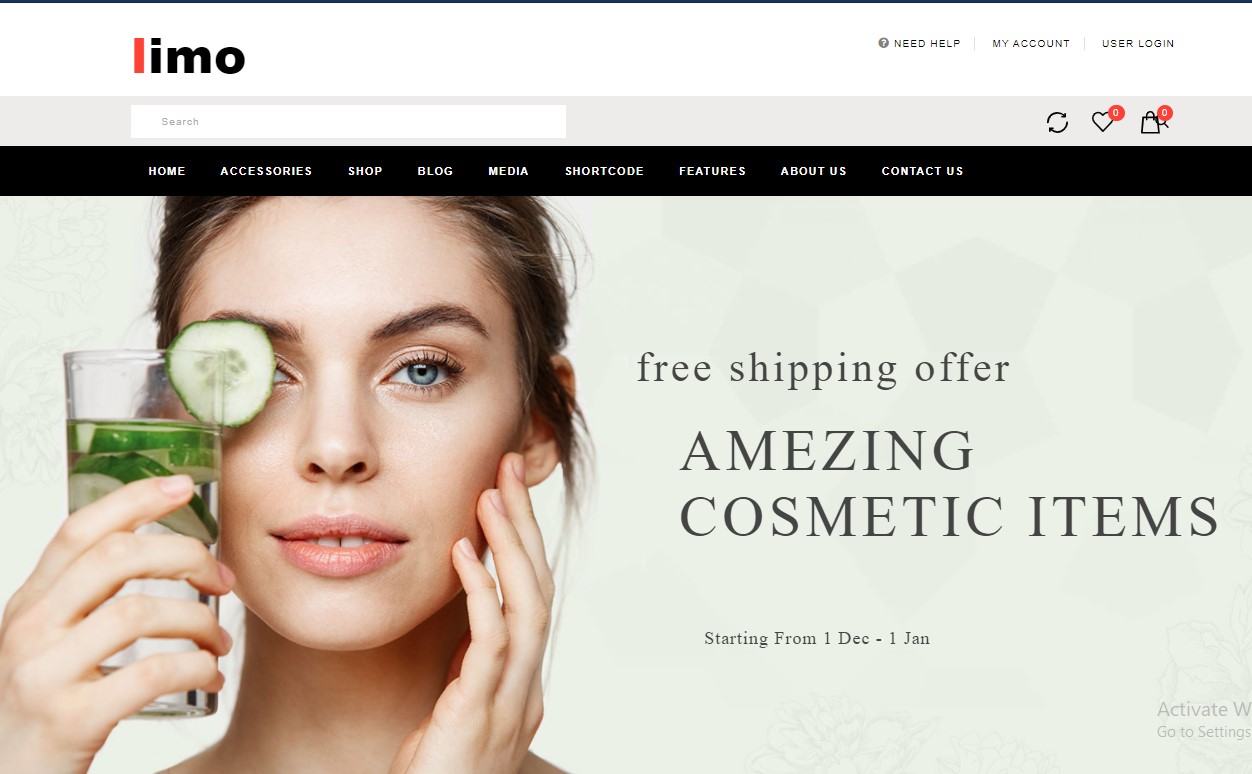 limo
NEED HELP
MY ACCOUNT
USER LOGIN
Search
0
0
HOME ACCESSORIES SHOP BLOG MEDIA SHORTCODE FEATURES ABOUT US CONTACT US
free shipping offer
AMEZING
COSMETIC ITEMS
Starting From 1 Dec - 1 Jan
Activate W
Go to Settings